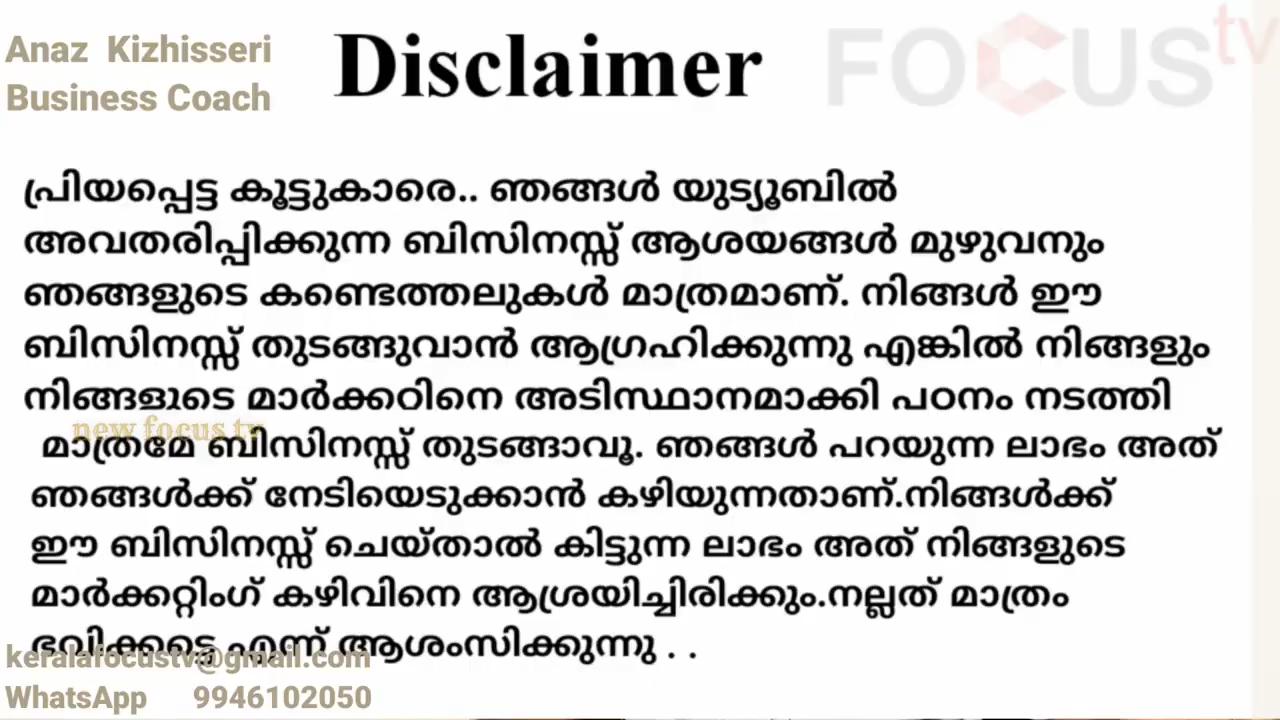 Anaz Kizhisseri
Business Coach
Disclaimer
FOCUS tv
പ്രിയപ്പെട്ട കൂട്ടുകാരെ.. ഞങ്ങൾ യുട്യൂബിൽ
അവതരിപ്പിക്കുന്ന ബിസിനസ്സ് ആശയങ്ങൾ മുഴുവനും
ഞങ്ങളുടെ കണ്ടെത്തലുകൾ മാത്രമാണ്. നിങ്ങൾ ഈ
ബിസിനസ്സ് തുടങ്ങുവാൻ ആഗ്രഹിക്കുന്നു എങ്കിൽ നിങ്ങളും
നിങ്ങളുടെ മാർക്കറ്റിനെ അടിസ്ഥാനമാക്കി പഠനം നടത്തി
new focus tv
മാത്രമേ ബിസിനസ്സ് തുടങ്ങാവൂ. ഞങ്ങൾ പറയുന്ന ലാഭം അത്
ഞങ്ങൾക്ക് നേടിയെടുക്കാൻ കഴിയുന്നതാണ്.നിങ്ങൾക്ക്
ഈ ബിസിനസ്സ് ചെയ്താൽ കിട്ടുന്ന ലാഭം അത് നിങ്ങളുടെ
മാർക്കറ്റിംഗ് കഴിവിനെ ആശ്രയിച്ചിരിക്കും.നല്ലത് മാത്രം
ഭവിക്കട്ടെ എന്ന് ആശംസിക്കുന്നു . .
keralafocustv@gmail.com
WhatsApp 9946102050